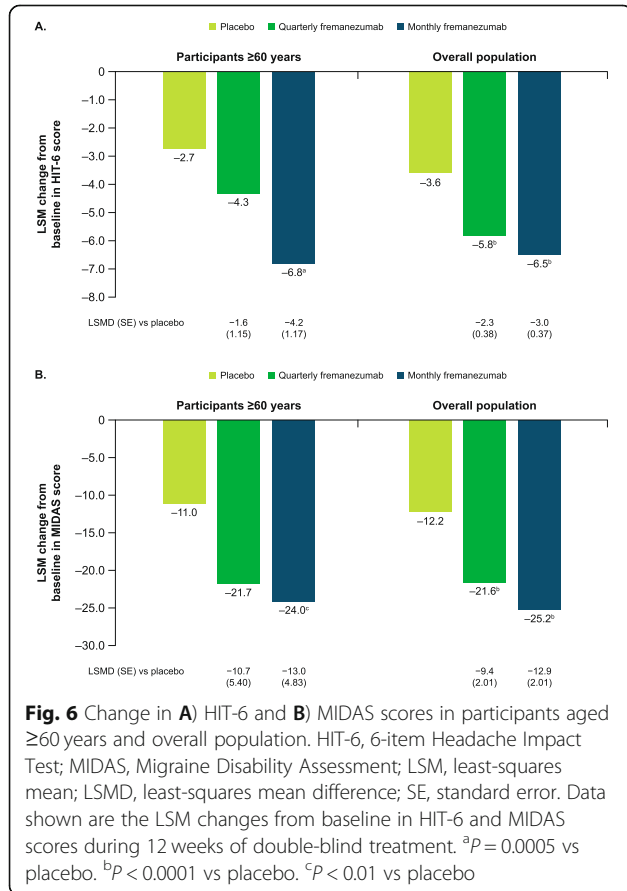 A.
Placebo Quarterly fremanezumab Monthly fremanezumab
Participants ≥60 years Overall population
LSM change from
baseline in HIT-6 score
0
−1.0
−2.0
−3.0
−4.0
−5.0
−6.0
−7.0
−8.0
−2.7
−4.3
−6.8a
−3.6
−5.8b
−6.5b
LSMD (SE) vs placebo −1.6 −4.2 −2.3 −3.0
(1.15) (1.17) (0.38) (0.37)
B.
Placebo Quarterly fremanezumab Monthly fremanezumab
Participants ≥60 years Overall population
LSM change from
baseline in MIDAS score
0
−5.0
−10.0
−15.0
−20.0
−25.0
−30.0
−11.0
−21.7
−24.0c
−12.2
−21.6b
−25.2b
LSMD (SE) vs placebo −10.7 −13.0 −9.4 −12.9
(5.40) (4.83) (2.01) (2.01)
Fig. 6 Change in A) HIT-6 and B) MIDAS scores in participants aged
≥60 years and overall population. HIT-6, 6-item Headache Impact
Test; MIDAS, Migraine Disability Assessment; LSM, least-squares
mean; LSMD, least-squares mean difference; SE, standard error. Data
shown are the LSM changes from baseline in HIT-6 and MIDAS
scores during 12 weeks of double-blind treatment. aP = 0.0005 vs
placebo. bP < 0.0001 vs placebo. cP < 0.01 vs placebo